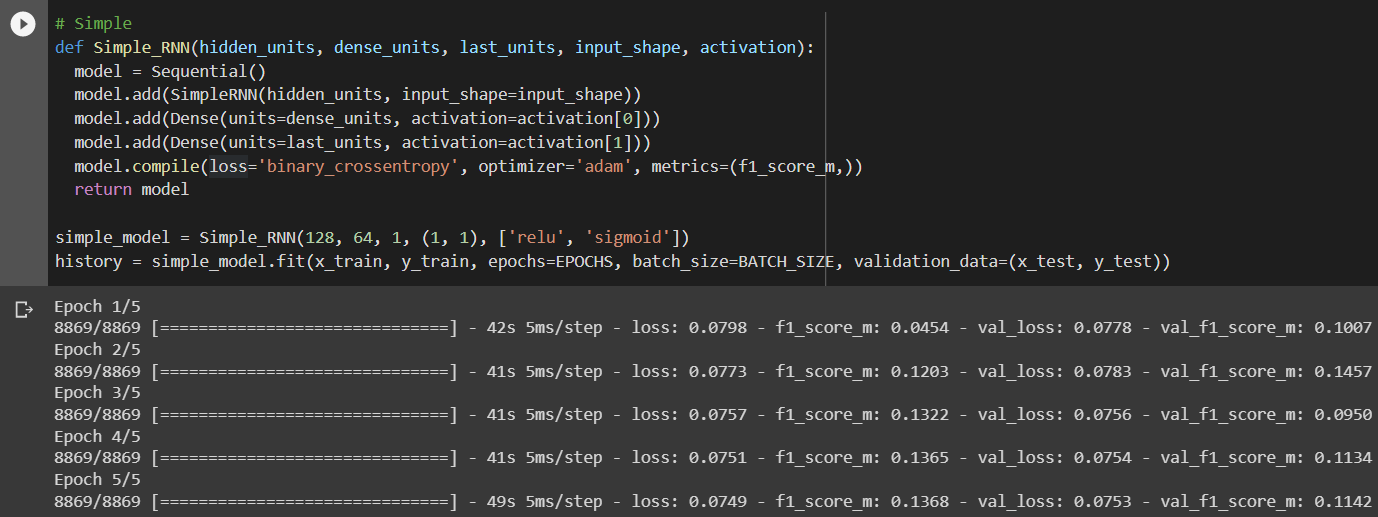 # Simple
def Simple_RNN(hidden_units, dense_units, last_units, input_shape, activation):
  model = Sequential()
  model.add(SimpleRNN(hidden_units, input_shape=input_shape))
  model.add(Dense(units=dense_units, activation=activation[0]))
  model.add(Dense(units=last_units, activation=activation[1]))
  model.compile(loss='binary_crossentropy', optimizer='adam', metrics=(f1_score_m,))
  return model

simple_model = Simple_RNN(128, 64, 1, (1, 1), ['relu', 'sigmoid'])
history = simple_model.fit(x_train, y_train, epochs=EPOCHS, batch_size=BATCH_SIZE, validation_data=(x_test, y_test))
Epoch 1/5
8869/8869 [==============================] - 42s 5ms/step - loss: 0.0798 - f1_score_m: 0.0454 - val_loss: 0.0778 - val_f1_score_m: 0.1007
Epoch 2/5
8869/8869 [==============================] - 41s 5ms/step - loss: 0.0773 - f1_score_m: 0.1203 - val_loss: 0.0783 - val_f1_score_m: 0.1457
Epoch 3/5
8869/8869 [==============================] - 41s 5ms/step - loss: 0.0757 - f1_score_m: 0.1322 - val_loss: 0.0756 - val_f1_score_m: 0.0950
Epoch 4/5
8869/8869 [==============================] - 41s 5ms/step - loss: 0.0751 - f1_score_m: 0.1365 - val_loss: 0.0754 - val_f1_score_m: 0.1134
Epoch 5/5
8869/8869 [==============================] - 49s 5ms/step - loss: 0.0749 - f1_score_m: 0.1368 - val_loss: 0.0753 - val_f1_score_m: 0.1142